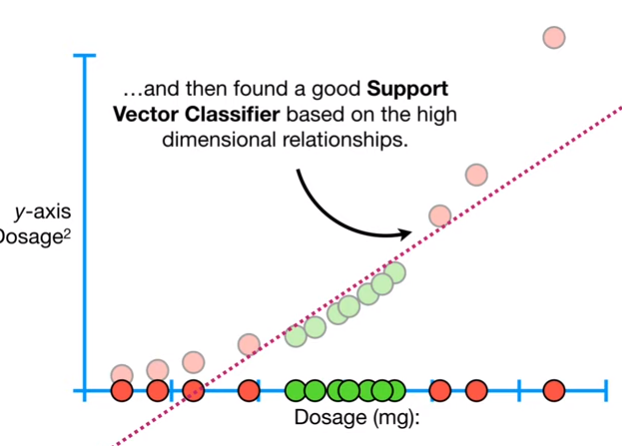 …and then found a good Support
Vector Classifier based on the high
dimensional relationships.
y-axis
Dosage²
Dosage (mg):